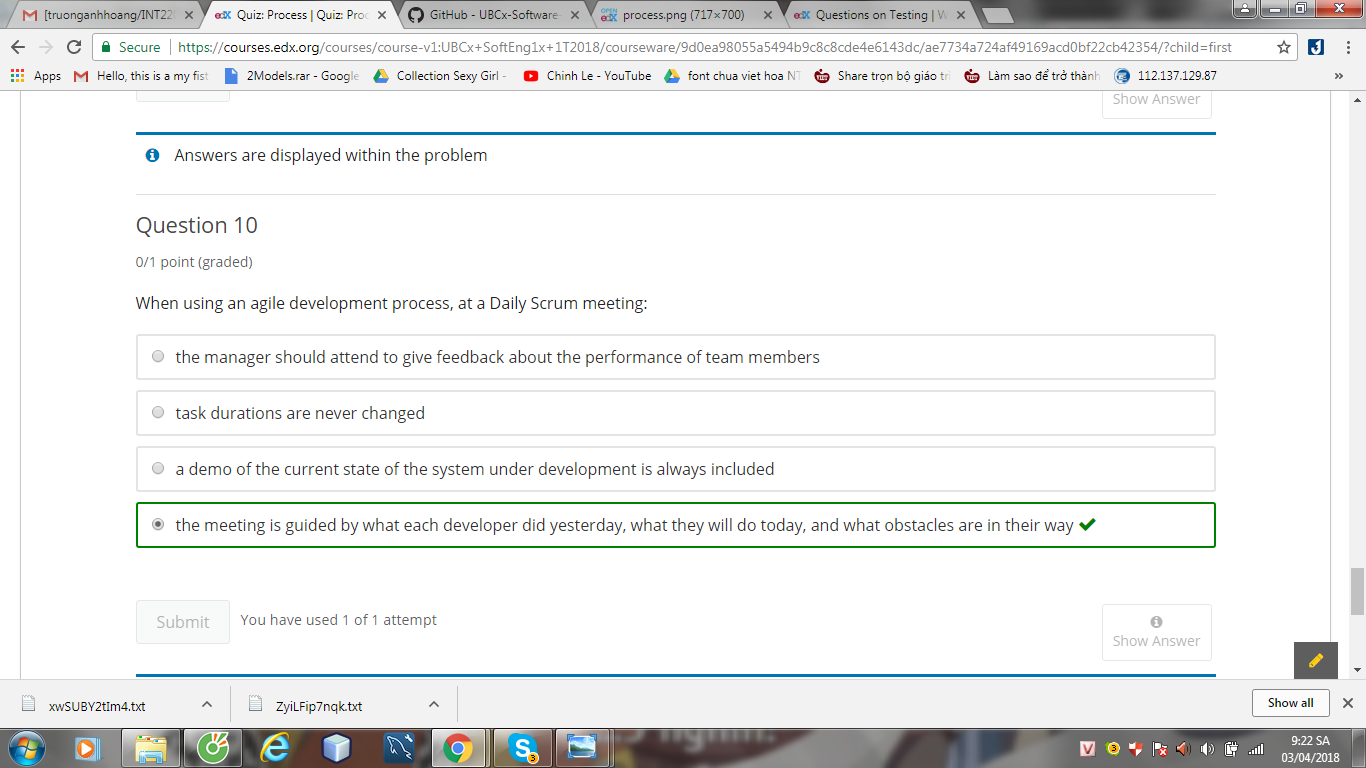 [truonganhhoang/INT22
Quiz: Process | Quiz: Proc
GitHub - UBCx-Software-
process.png (717×700)
Questions on Testing | W
Secure
https://courses.edx.org/courses/course-v1:UBCx+SoftEng1x+1T2018/courseware/9d0ea98055a5494b9c8c8cde4e6143dc/ae7734a724af49169acd0bf22cb42354/?child=first
Apps
Hello, this is a my fist
2Models.rar - Google
Collection Sexy Girl -
Chinh Le - YouTube
font chua viet hoa NT
Share trọn bộ giáo tri
Làm sao để trở thành
112.137.129.87
»
Show Answer
Answers are displayed within the problem
Question 10
0/1 point (graded)
When using an agile development process, at a Daily Scrum meeting:
the manager should attend to give feedback about the performance of team members
task durations are never changed
a demo of the current state of the system under development is always included
the meeting is guided by what each developer did yesterday, what they will do today, and what obstacles are in their way
Submit
You have used 1 of 1 attempt
Show Answer
xwSUBY2tIm4.txt
ZyiLFip7nqk.txt
Show all
9:22 SA
03/04/2018